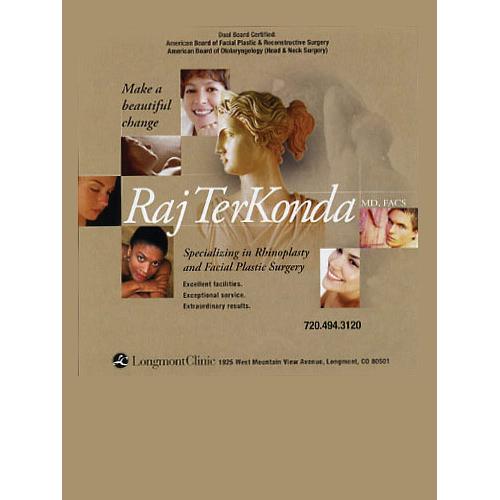 Dual Board Certified:
American Board of Facial Plastic & Reconstructive Surgery
American Board of Otolaryngology (Head & Neck Surgery)
Make a
beautiful
change
Raj TerKonda MD, FACS
Specializing in Rhinoplasty
and Facial Plastic Surgery
Excellent facilities.
Exceptional service.
Extraordinary results.
720.494.3120
LC LongmontClinic 1925 West Mountain View Avenue, Longmont, CO 80501